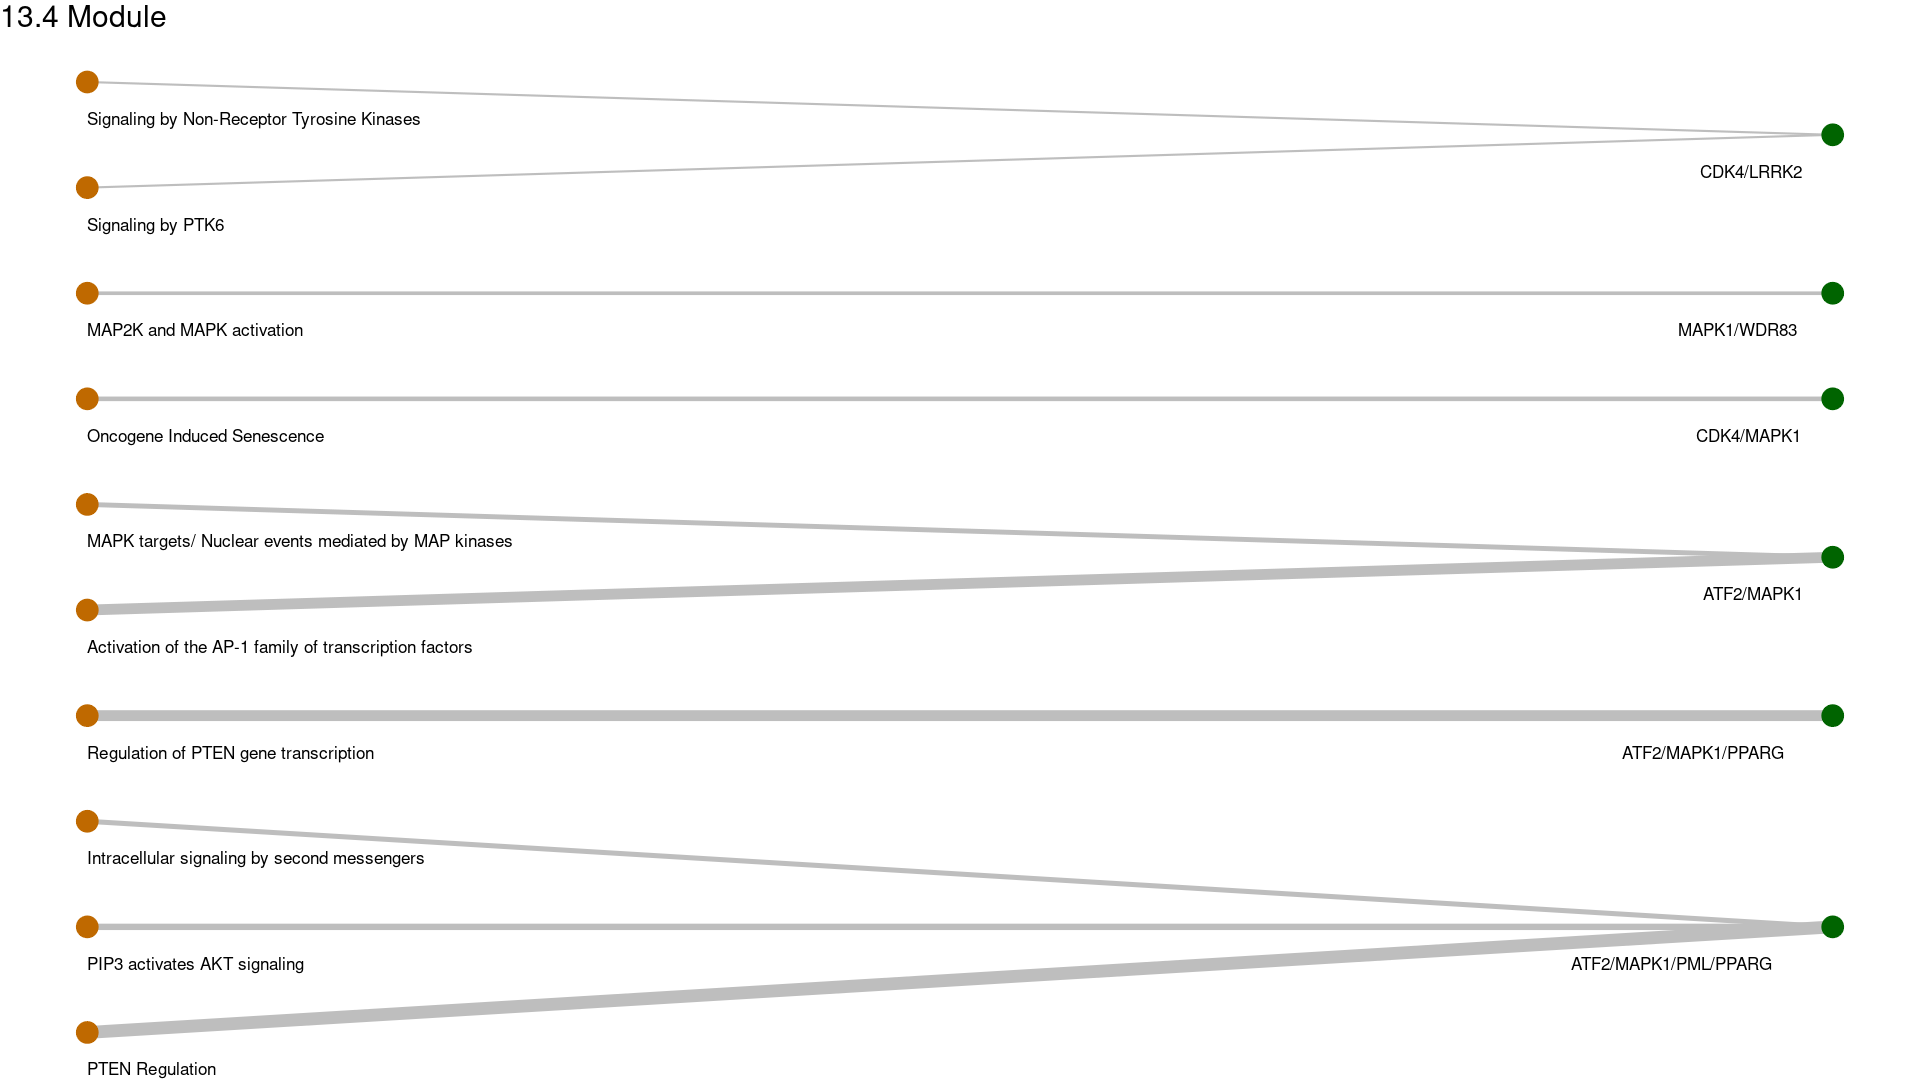 13.4 Module
Signaling by Non-Receptor Tyrosine Kinases
CDK4/LRRK2
Signaling by PTK6
MAP2K and MAPK activation
MAPK1/WDR83
Oncogene Induced Senescence
CDK4/MAPK1
MAPK targets/ Nuclear events mediated by MAP kinases
ATF2/MAPK1
Activation of the AP-1 family of transcription factors
Regulation of PTEN gene transcription
ATF2/MAPK1/PPARG
Intracellular signaling by second messengers
PIP3 activates AKT signaling
ATF2/MAPK1/PML/PPARG
PTEN Regulation